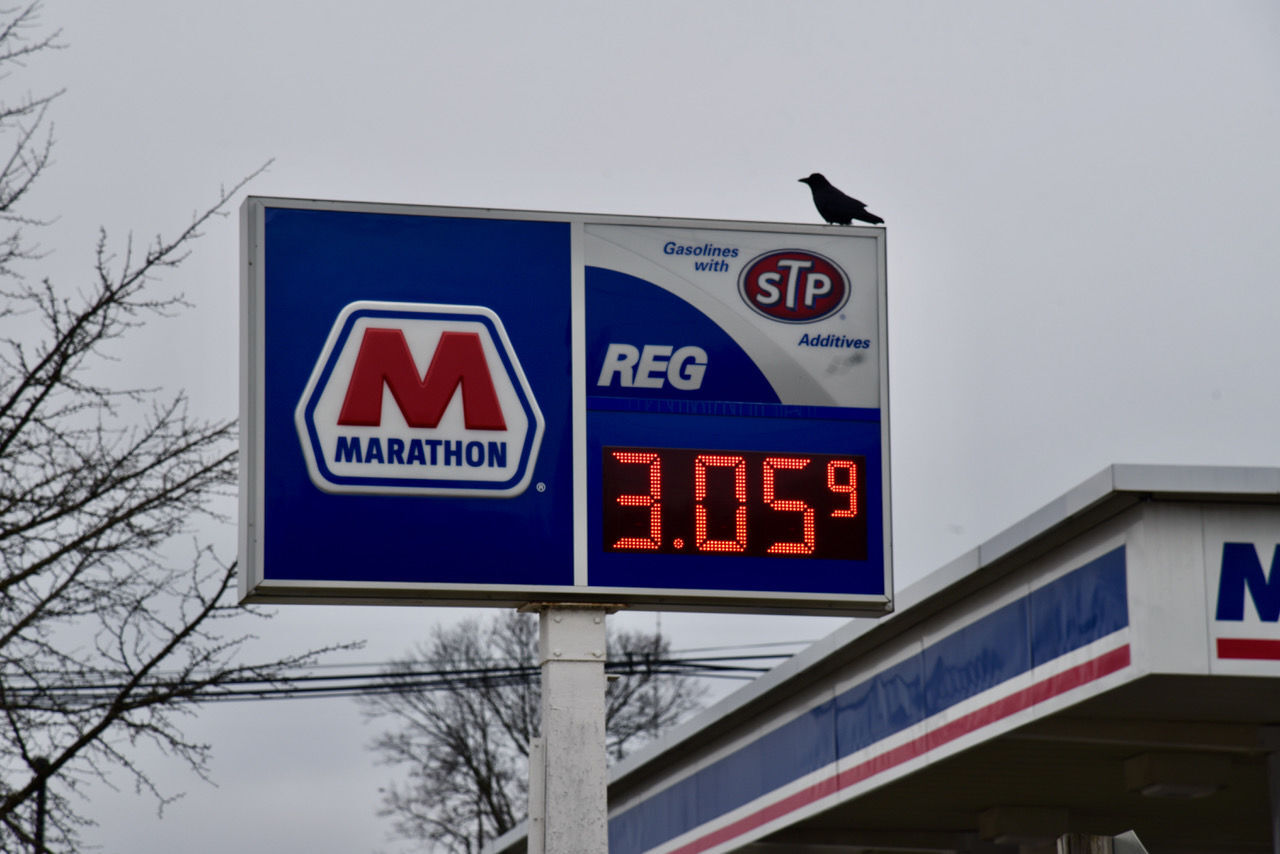 M
MARATHON
®
Gasolines
with
STP
®
Additives
REG
3.05⁹
M